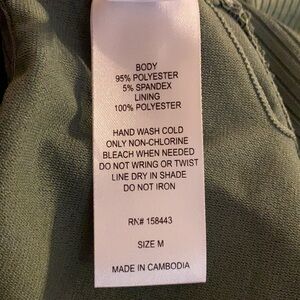 BODY
95% POLYESTER
5% SPANDEX
LINING
100% POLYESTER
HAND WASH COLD
ONLY NON-CHLORINE
BLEACH WHEN NEEDED
DO NOT WRING OR TWIST
LINE DRY IN SHADE
DO NOT IRON
RN# 158443
SIZE M
MADE IN CAMBODIA